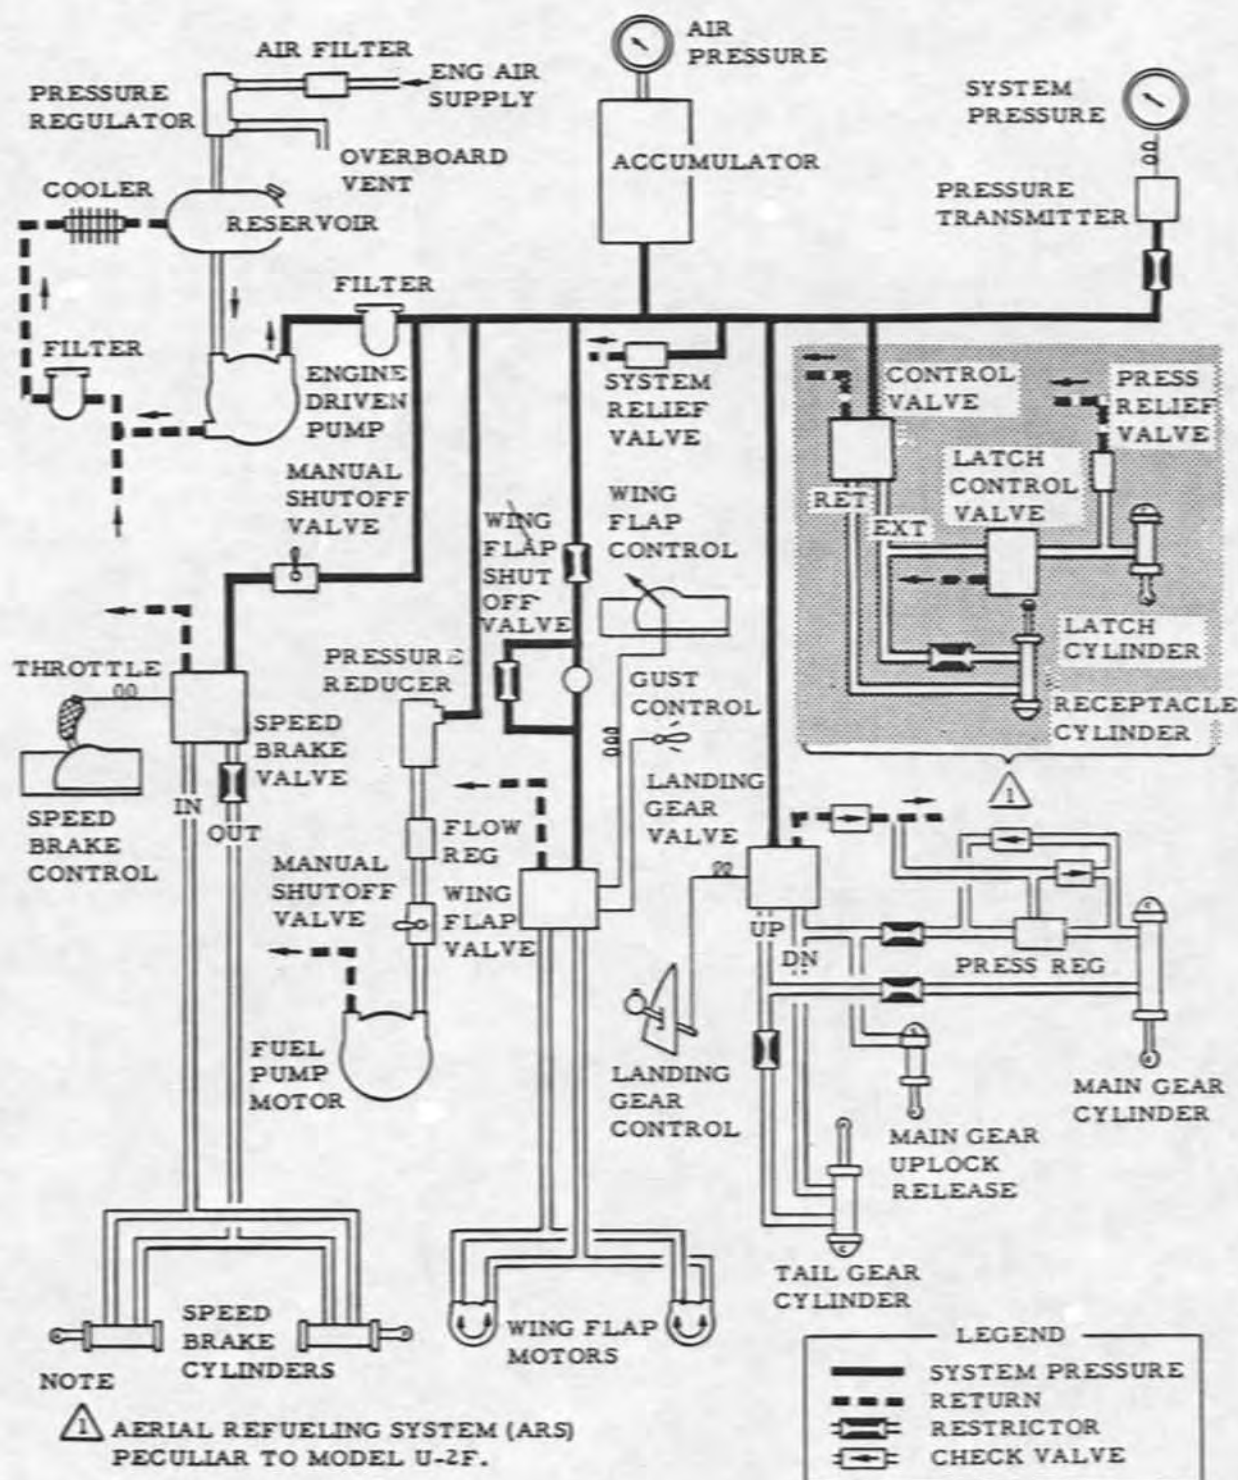 AIR FILTER
ENG AIR
SUPPLY
PRESSURE
REGULATOR
OVERBOARD
VENT
COOLER
RESERVOIR
FILTER
FILTER
ENGINE
DRIVEN
PUMP
AIR
PRESSURE
ACCUMULATOR
SYSTEM
PRESSURE
PRESSURE
TRANSMITTER
SYSTEM
RELIEF
VALVE
MANUAL
SHUTOFF
VALVE
WING
FLAP
SHUT
OFF
VALVE
WING
FLAP
CONTROL
CONTROL
VALVE
PRESS
RELIEF
VALVE
LATCH
CONTROL
VALVE
RET
EXT
LATCH
CYLINDER
RECEPTACLE
CYLINDER
1
THROTTLE
SPEED
BRAKE
VALVE
SPEED
BRAKE
CONTROL
IN
OUT
PRESSURE
REDUCER
FLOW
REG
MANUAL
SHUTOFF
VALVE
WING
FLAP
VALVE
FUEL
PUMP
MOTOR
GUST
CONTROL
LANDING
GEAR
VALVE
UP
DN
PRESS REG
LANDING
GEAR
CONTROL
MAIN GEAR
CYLINDER
MAIN GEAR
UPLOCK
RELEASE
TAIL GEAR
CYLINDER
SPEED
BRAKE
CYLINDERS
WING FLAP
MOTORS
NOTE
1 AERIAL REFUELING SYSTEM (ARS)
PECULIAR TO MODEL U-2F.
LEGEND
SYSTEM PRESSURE
RETURN
RESTRICTOR
CHECK VALVE